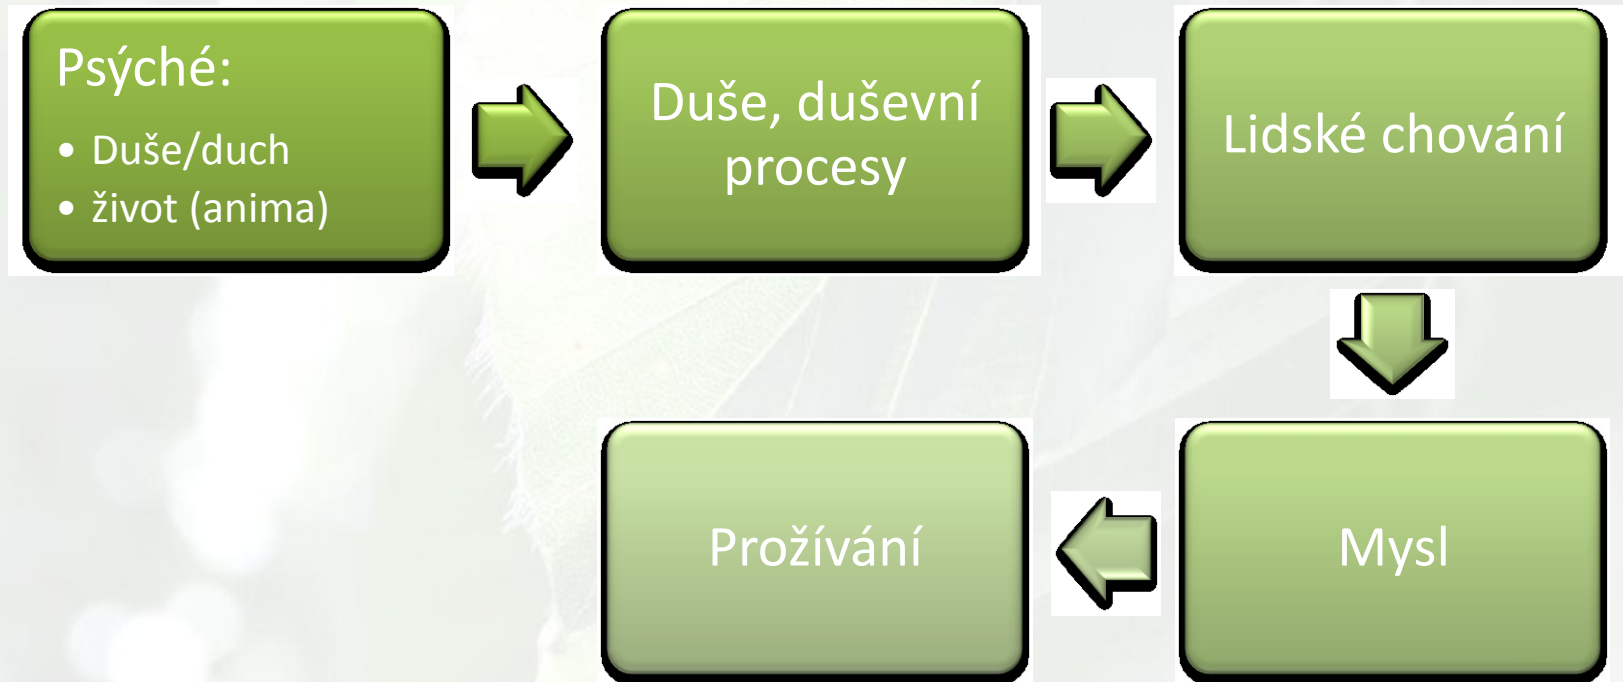 Psýché:
• Duše/duch
• život (anima)
Duše, duševní
procesy
Lidské chování
Mysl
Prožívání